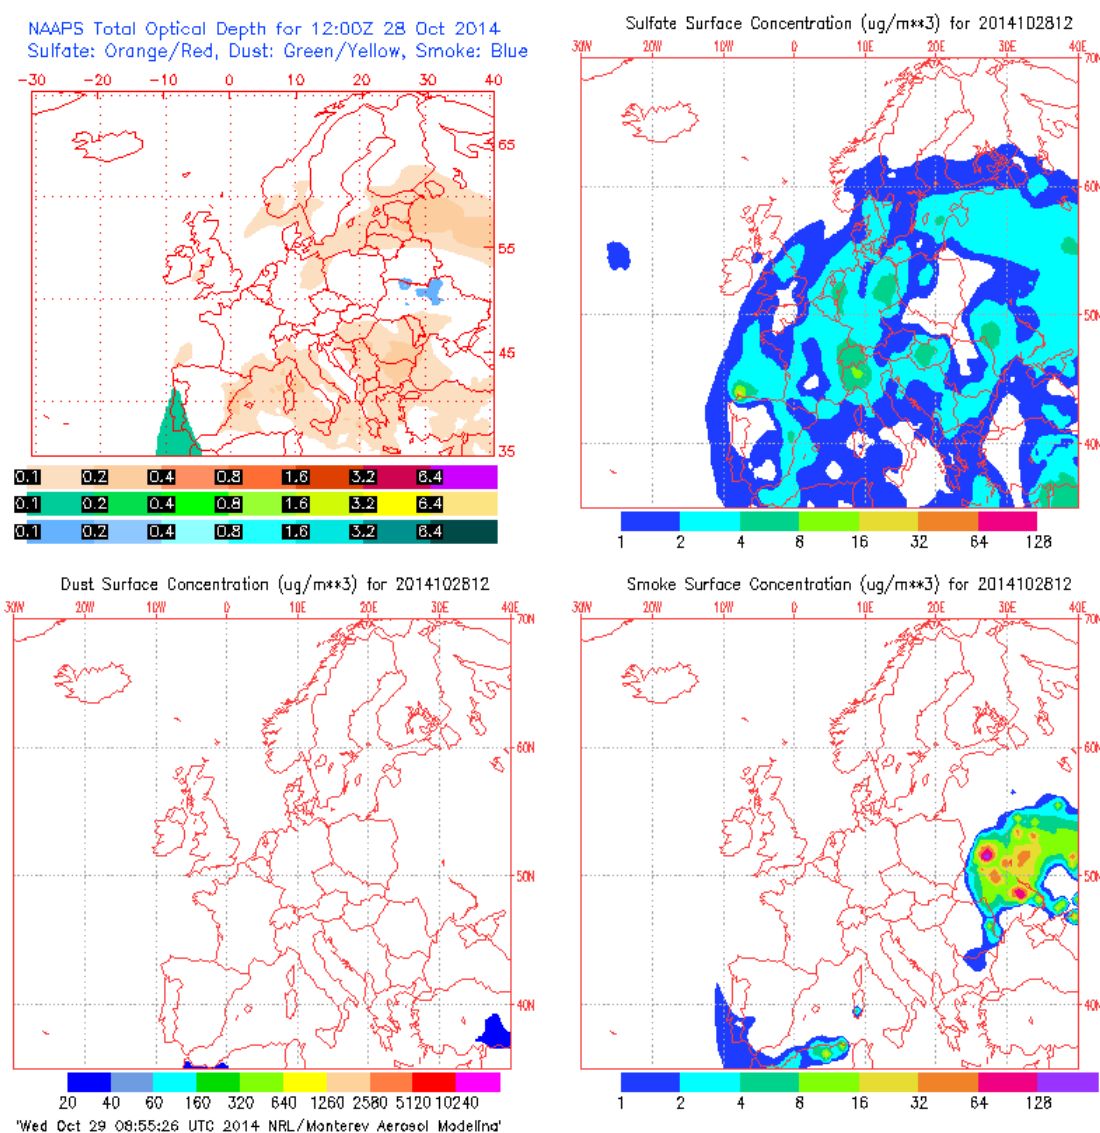 NAAPS Total Optical Depth for 12:00Z 28 Oct 2014
Sulfate: Orange/Red, Dust: Green/Yellow, Smoke: Blue
-30 -20 -10 0 10 20 30 40
65
55
45
35
0.1 0.2 0.4 0.8 1.6 3.2 6.4
0.1 0.2 0.4 0.8 1.6 3.2 6.4
0.1 0.2 0.4 0.8 1.6 3.2 6.4
Sulfate Surface Concentration (ug/m**3) for 2014102812
30W 20W 10W 0 10E 20E 30E 40E
70N
60N
50N
40N
1 2 4 8 16 32 64 128
Dust Surface Concentration (ug/m**3) for 2014102812
30W 20W 10W 0 10E 20E 30E 40E
70N
60N
50N
40N
20 40 60 160 320 640 1260 2580 5120 10240
'Wed Oct 29 08:55:26 UTC 2014 NRL/Monterey Aerosol Modeling'
Smoke Surface Concentration (ug/m**3) for 2014102812
30W 20W 10W 0 10E 20E 30E 40E
70N
60N
50N
40N
1 2 4 8 16 32 64 128